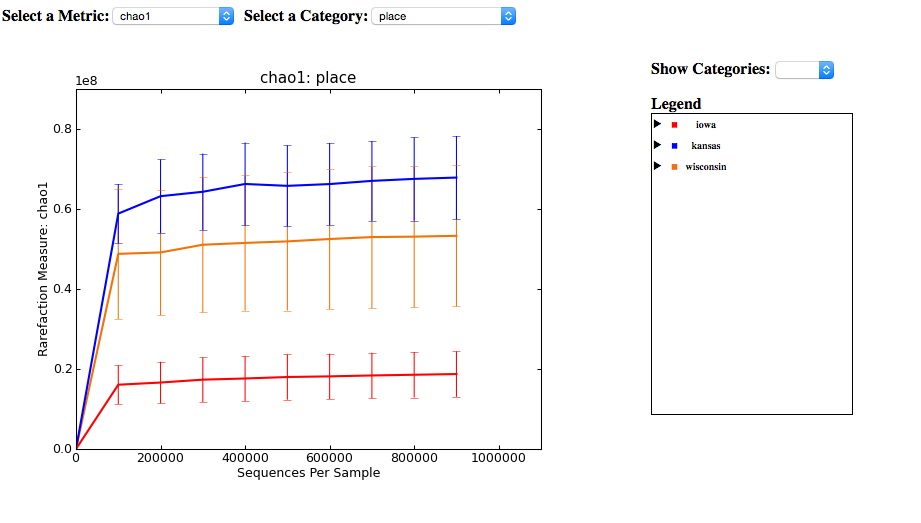 Select a Metric: chao1 Select a Category: place
Show Categories:
Legend
iowa
kansas
wisconsin
chao1: place
1e8
0.8
0.6
0.4
0.2
0.0
Rarefaction Measure: chao1
0 200000 400000 600000 800000 1000000
Sequences Per Sample